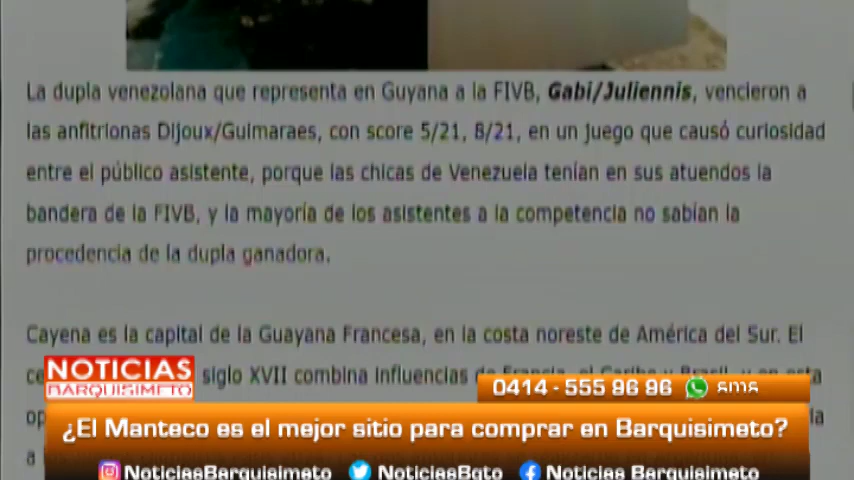 La dupla venezolana que representa en Guyana a la FIVB, Gabi/Juliennis, vencieron a
las anfitrionas Dijoux/Guimaraes, con score 5/21, 8/21, en un juego que causó curiosidad
entre el público asistente, porque las chicas de Venezuela tenían en sus atuendos la
bandera de la FIVB, y la mayoría de los asistentes a la competencia no sabían la
procedencia de la dupla ganadora.
Cayena es la capital de la Guayana Francesa, en la costa noreste de América del Sur. El
siglo XVII combina influencias de Francia, el Caribe y Brasil, y en esta
NOTICIAS
BARQUISIMETO
0414 - 555 96 96 sms
¿El Manteco es el mejor sitio para comprar en Barquisimeto?
NoticiasBarquisimeto NoticiasBqto Noticias Barquisimeto